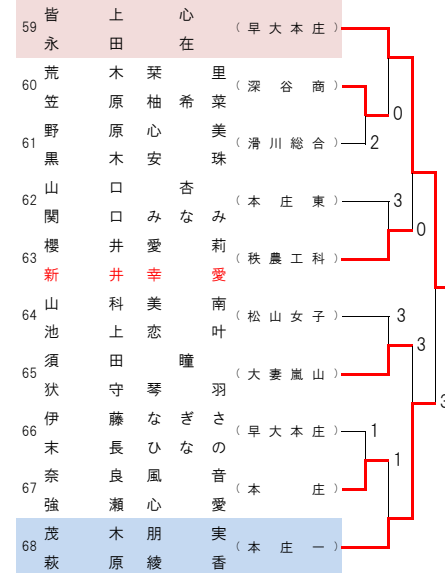 59 皆上心 永田在 (早大本庄)
60 荒木栞里 笠原柚希菜 (深谷商)
0
61 野原心美 黒木安珠 (滑川総合)
2
62 山口杏 関口みなみ (本庄東)
3
0
63 櫻井愛莉 新井幸愛 (秩農工科)
64 山科美南 池上恋叶 (松山女子)
3
3
65 須田瞳 犾守琴羽 (大妻嵐山)
3
66 伊藤なぎさ 末長ひなの (早大本庄)
1
1
67 奈良風音 強瀬心愛 (本庄)
68 茂木朋実 萩原綾香 (本庄一)